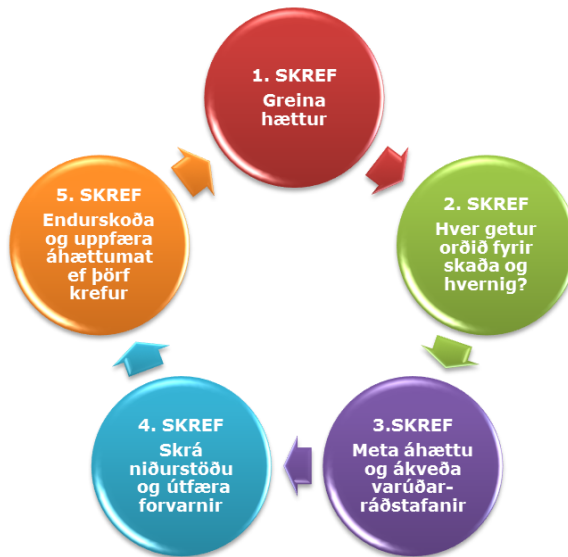 1. SKREF
Greina
hættur
2. SKREF
Hver getur
orðið fyrir
skaða og
hvernig?
3.SKREF
Meta áhættu
og ákveða
varúðar-
ráðstafanir
4. SKREF
Skrá
niðurstöðu
og útfæra
forvarnir
5. SKREF
Endurskoða
og uppfæra
áhættumat
ef þörf
krefur